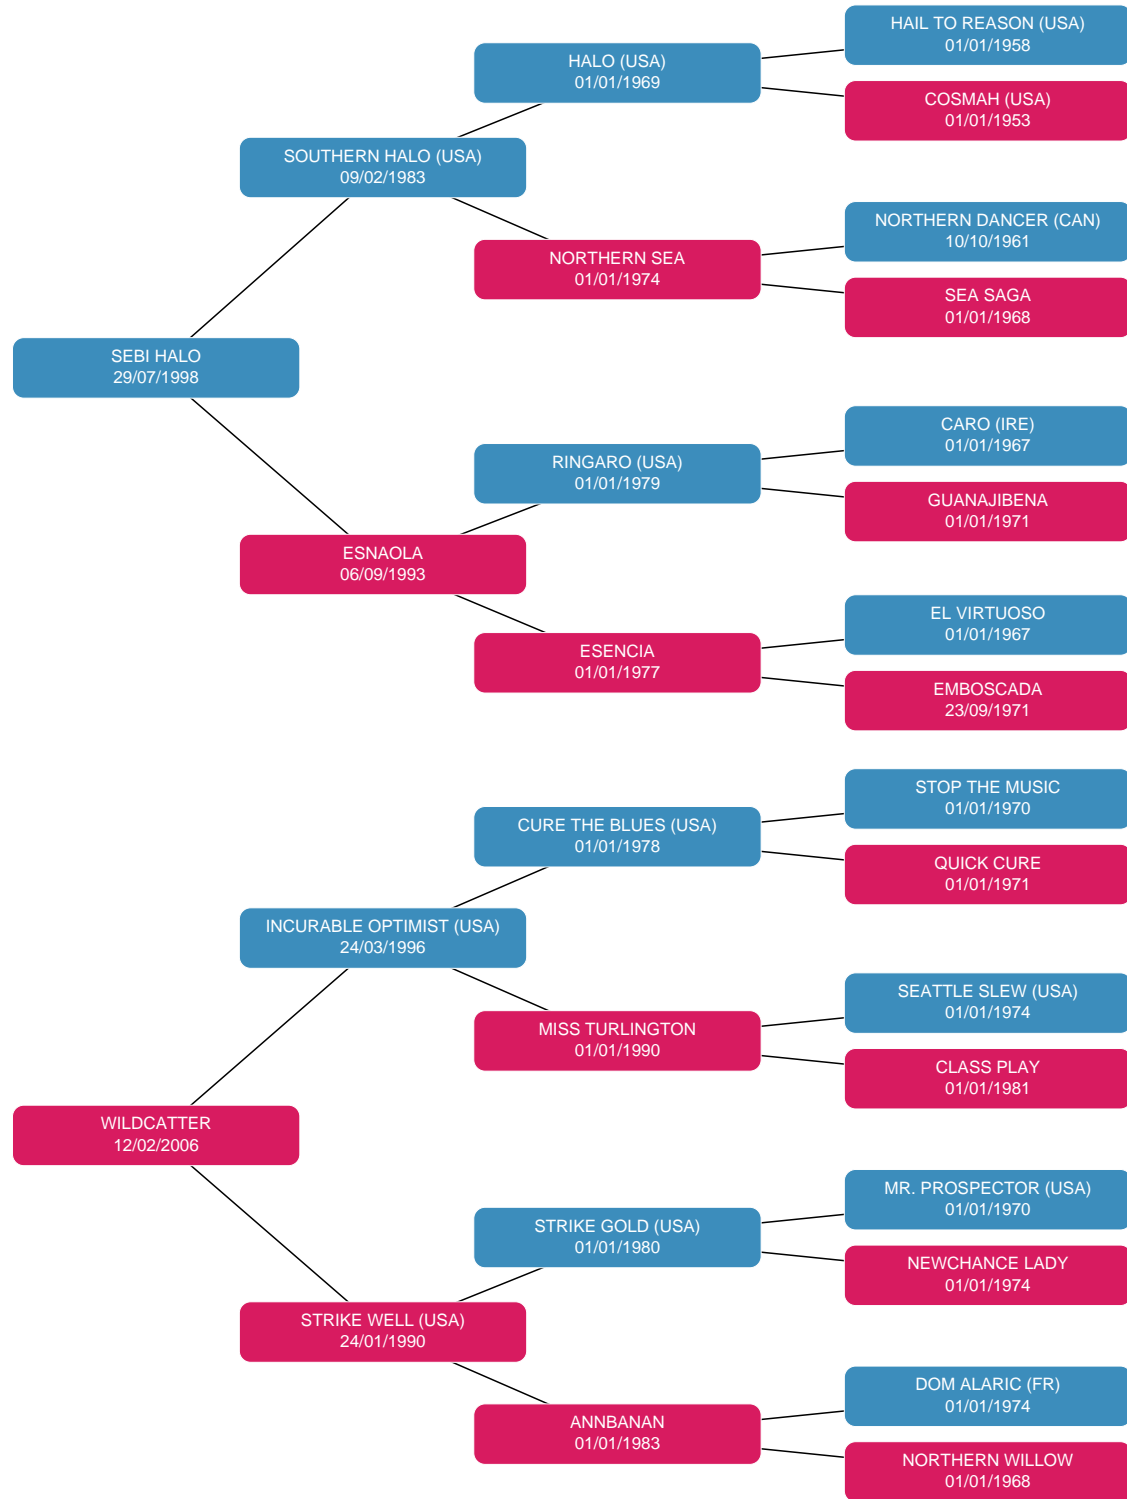 HAIL TO REASON (USA)
01/01/1958
HALO (USA)
01/01/1969
COSMAH (USA)
01/01/1953
SOUTHERN HALO (USA)
09/02/1983
NORTHERN DANCER (CAN)
10/10/1961
NORTHERN SEA
01/01/1974
SEA SAGA
01/01/1968
SEBI HALO
29/07/1998
CARO (IRE)
01/01/1967
RINGARO (USA)
01/01/1979
GUANAJIBENA
01/01/1971
ESNAOLA
06/09/1993
EL VIRTUOSO
01/01/1967
ESENCIA
01/01/1977
EMBOSCADA
23/09/1971
STOP THE MUSIC
01/01/1970
CURE THE BLUES (USA)
01/01/1978
QUICK CURE
01/01/1971
INCURABLE OPTIMIST (USA)
24/03/1996
SEATTLE SLEW (USA)
01/01/1974
MISS TURLINGTON
01/01/1990
CLASS PLAY
01/01/1981
WILDCATTER
12/02/2006
MR. PROSPECTOR (USA)
01/01/1970
STRIKE GOLD (USA)
01/01/1980
NEWCHANCE LADY
01/01/1974
STRIKE WELL (USA)
24/01/1990
DOM ALARIC (FR)
01/01/1974
ANNBANAN
01/01/1983
NORTHERN WILLOW
01/01/1968